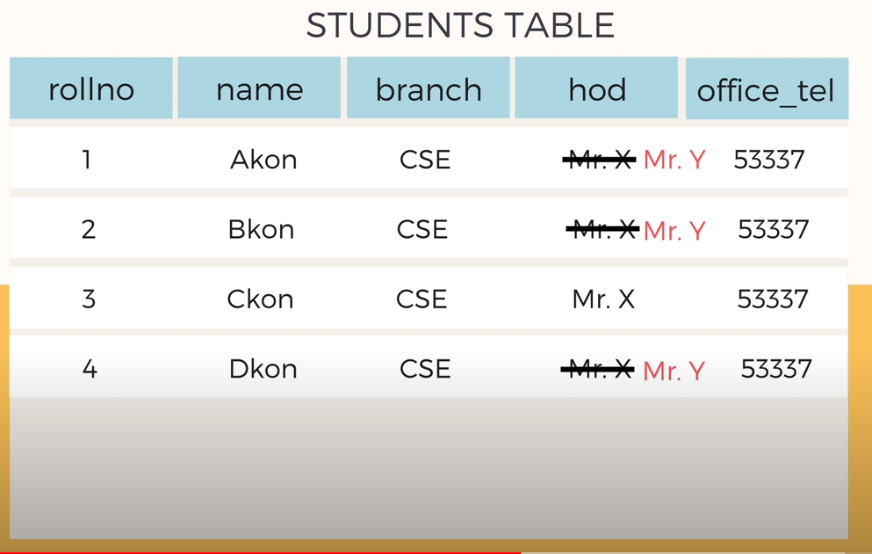 STUDENTS TABLE
rollno name branch hod office_tel
1 Akon CSE Mr. X Mr. Y 53337
2 Bkon CSE Mr. X Mr. Y 53337
3 Ckon CSE Mr. X 53337
4 Dkon CSE Mr. X Mr. Y 53337